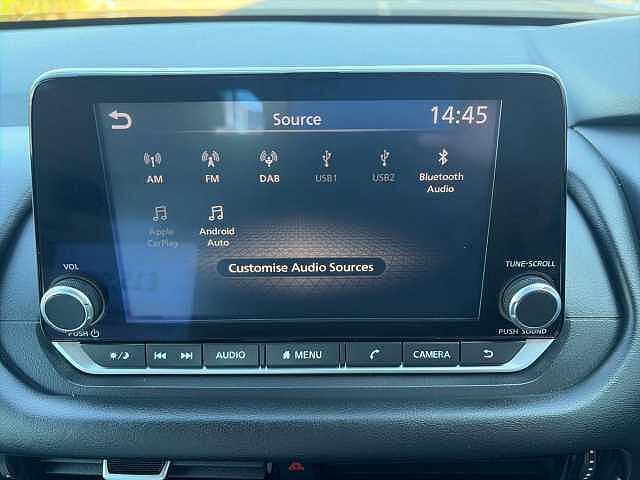 Source
14:45
AM
FM
DAB
USB1
USB2
Bluetooth
Audio
Apple
CarPlay
Android
Auto
Customise Audio Sources
VOL
PUSH
TUNE·SCROLL
PUSH SOUND
AUDIO
MENU
CAMERA